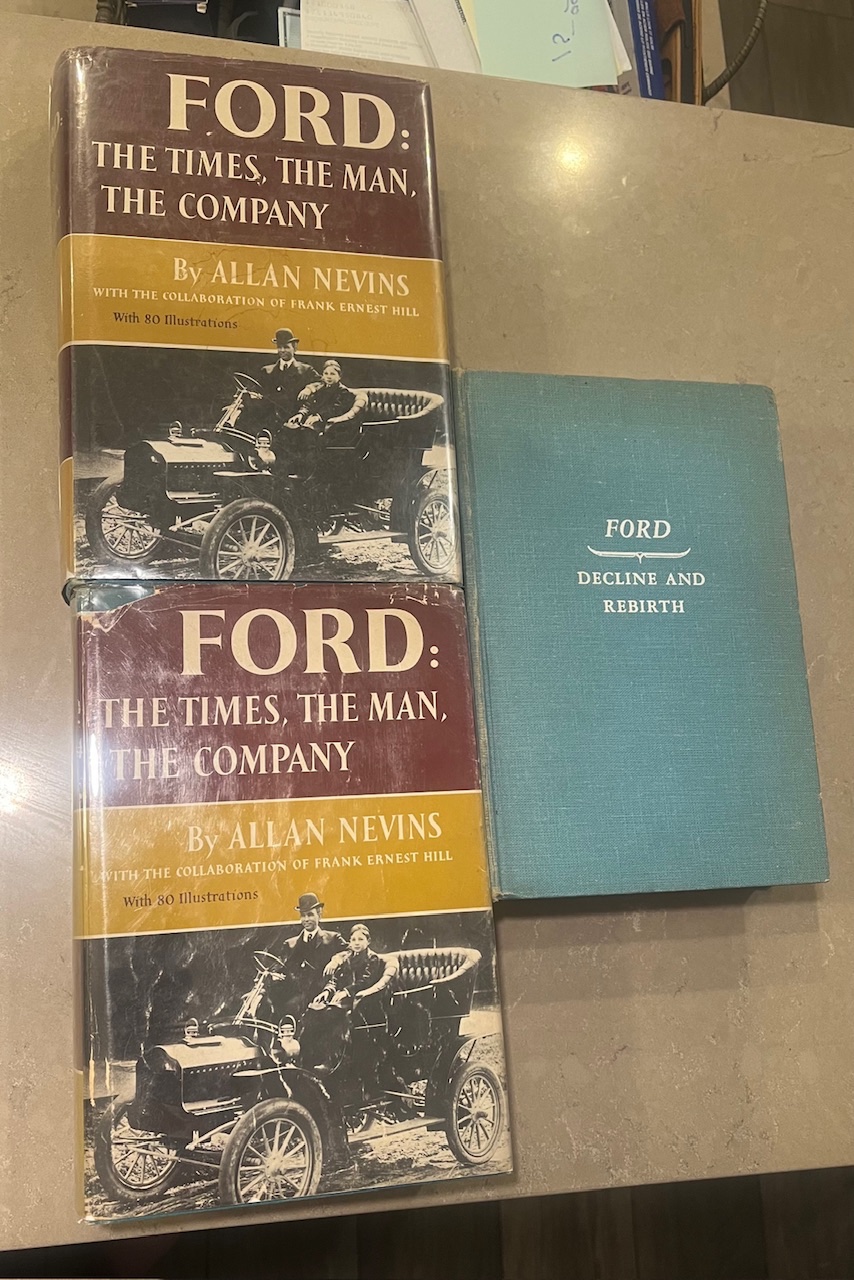 FORD:
THE TIMES, THE MAN,
THE COMPANY
By ALLAN NEVINS
WITH THE COLLABORATION OF FRANK ERNEST HILL
With 80 Illustrations
FORD:
THE TIMES, THE MAN,
THE COMPANY
By ALLAN NEVINS
WITH THE COLLABORATION OF FRANK ERNEST HILL
With 80 Illustrations
FORD
DECLINE AND
REBIRTH